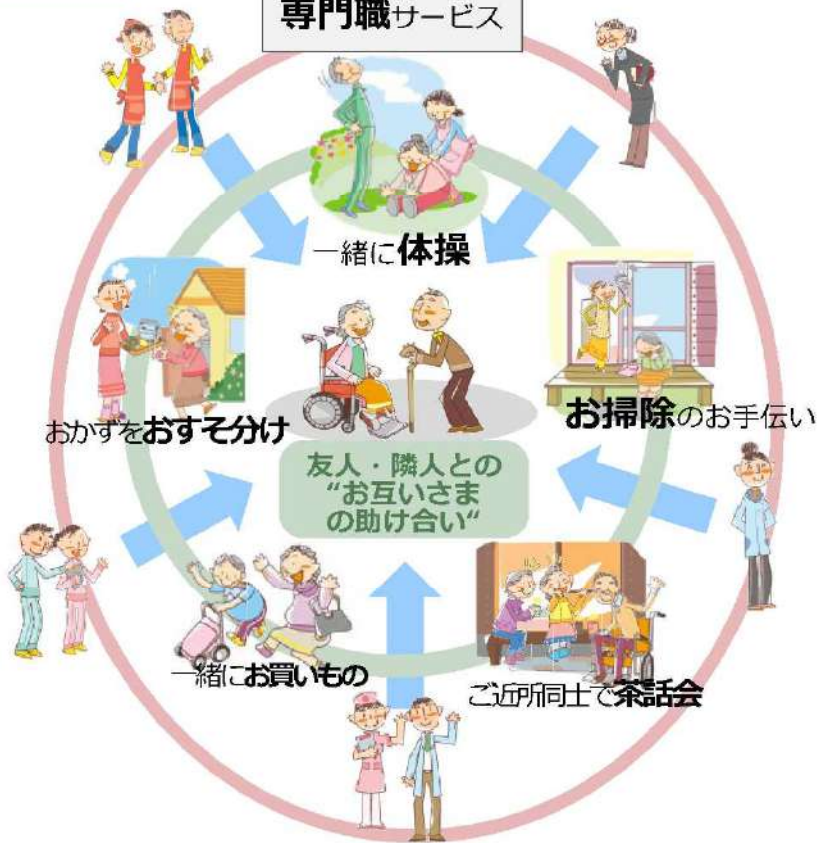 専門職サービス
一緒に体操
おかずをおすそ分け
お掃除のお手伝い
友人・隣人との
“お互いさま
の助け合い“
一緒にお買いもの
ご近所同士で茶話会